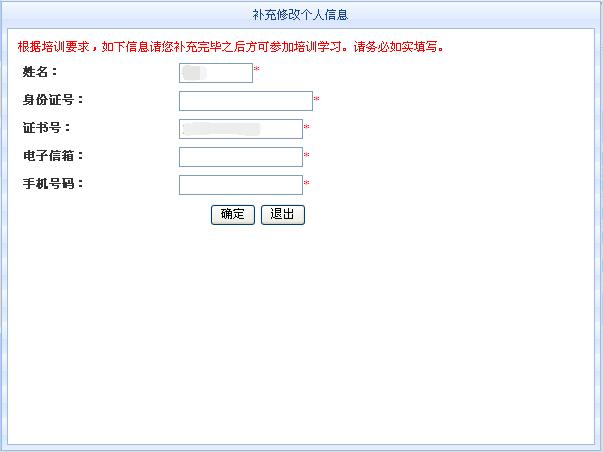 补充修改个人信息
根据培训要求，如下信息请您补充完毕之后方可参加培训学习。请务必如实填写。
姓名： *
身份证号： *
证书号： *
电子信箱： *
手机号码： *
确定 退出